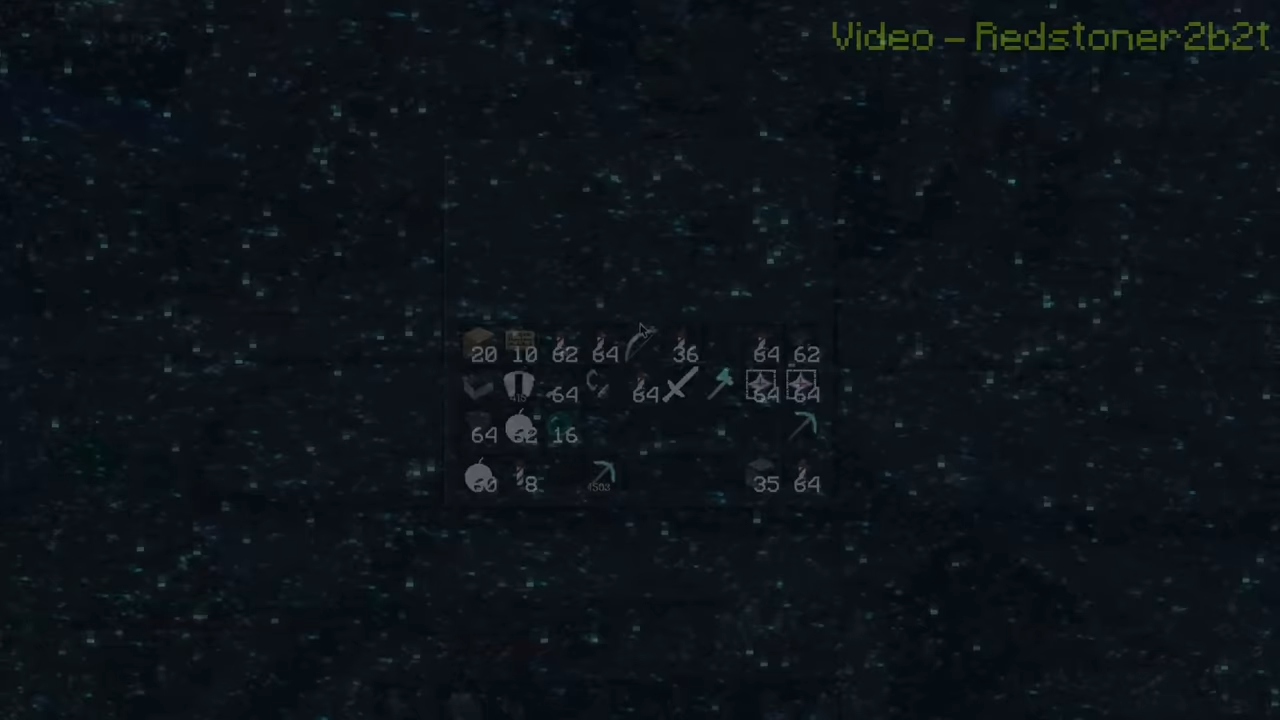 Video – Redstoner2b2t
20 10 62 64 36 64 62
64 64 64 64
64 62 16
60 8 1503 35 64